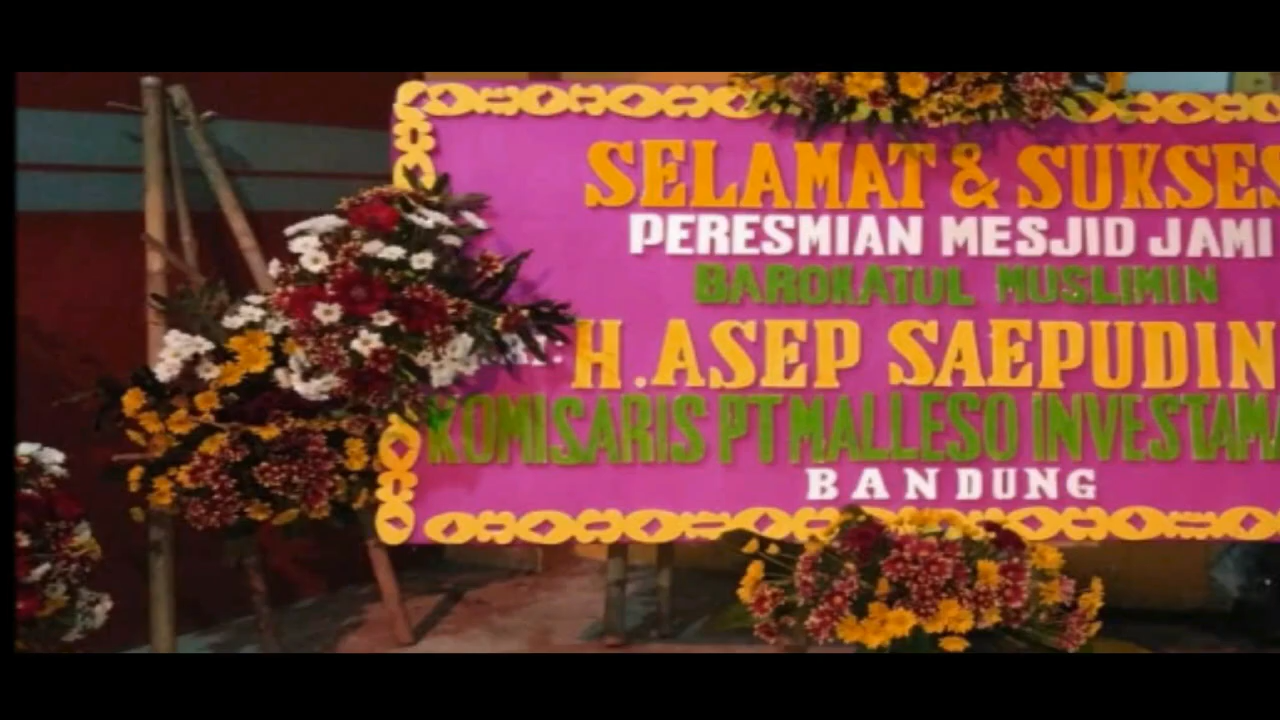 SELAMAT & SUKSES
PERESMIAN MESJID JAMI
BAROKATUL MUSLIMIN
H.ASEP SAEPUDIN
KOMISARIS PT MALLESO INVESTAMA
BANDUNG